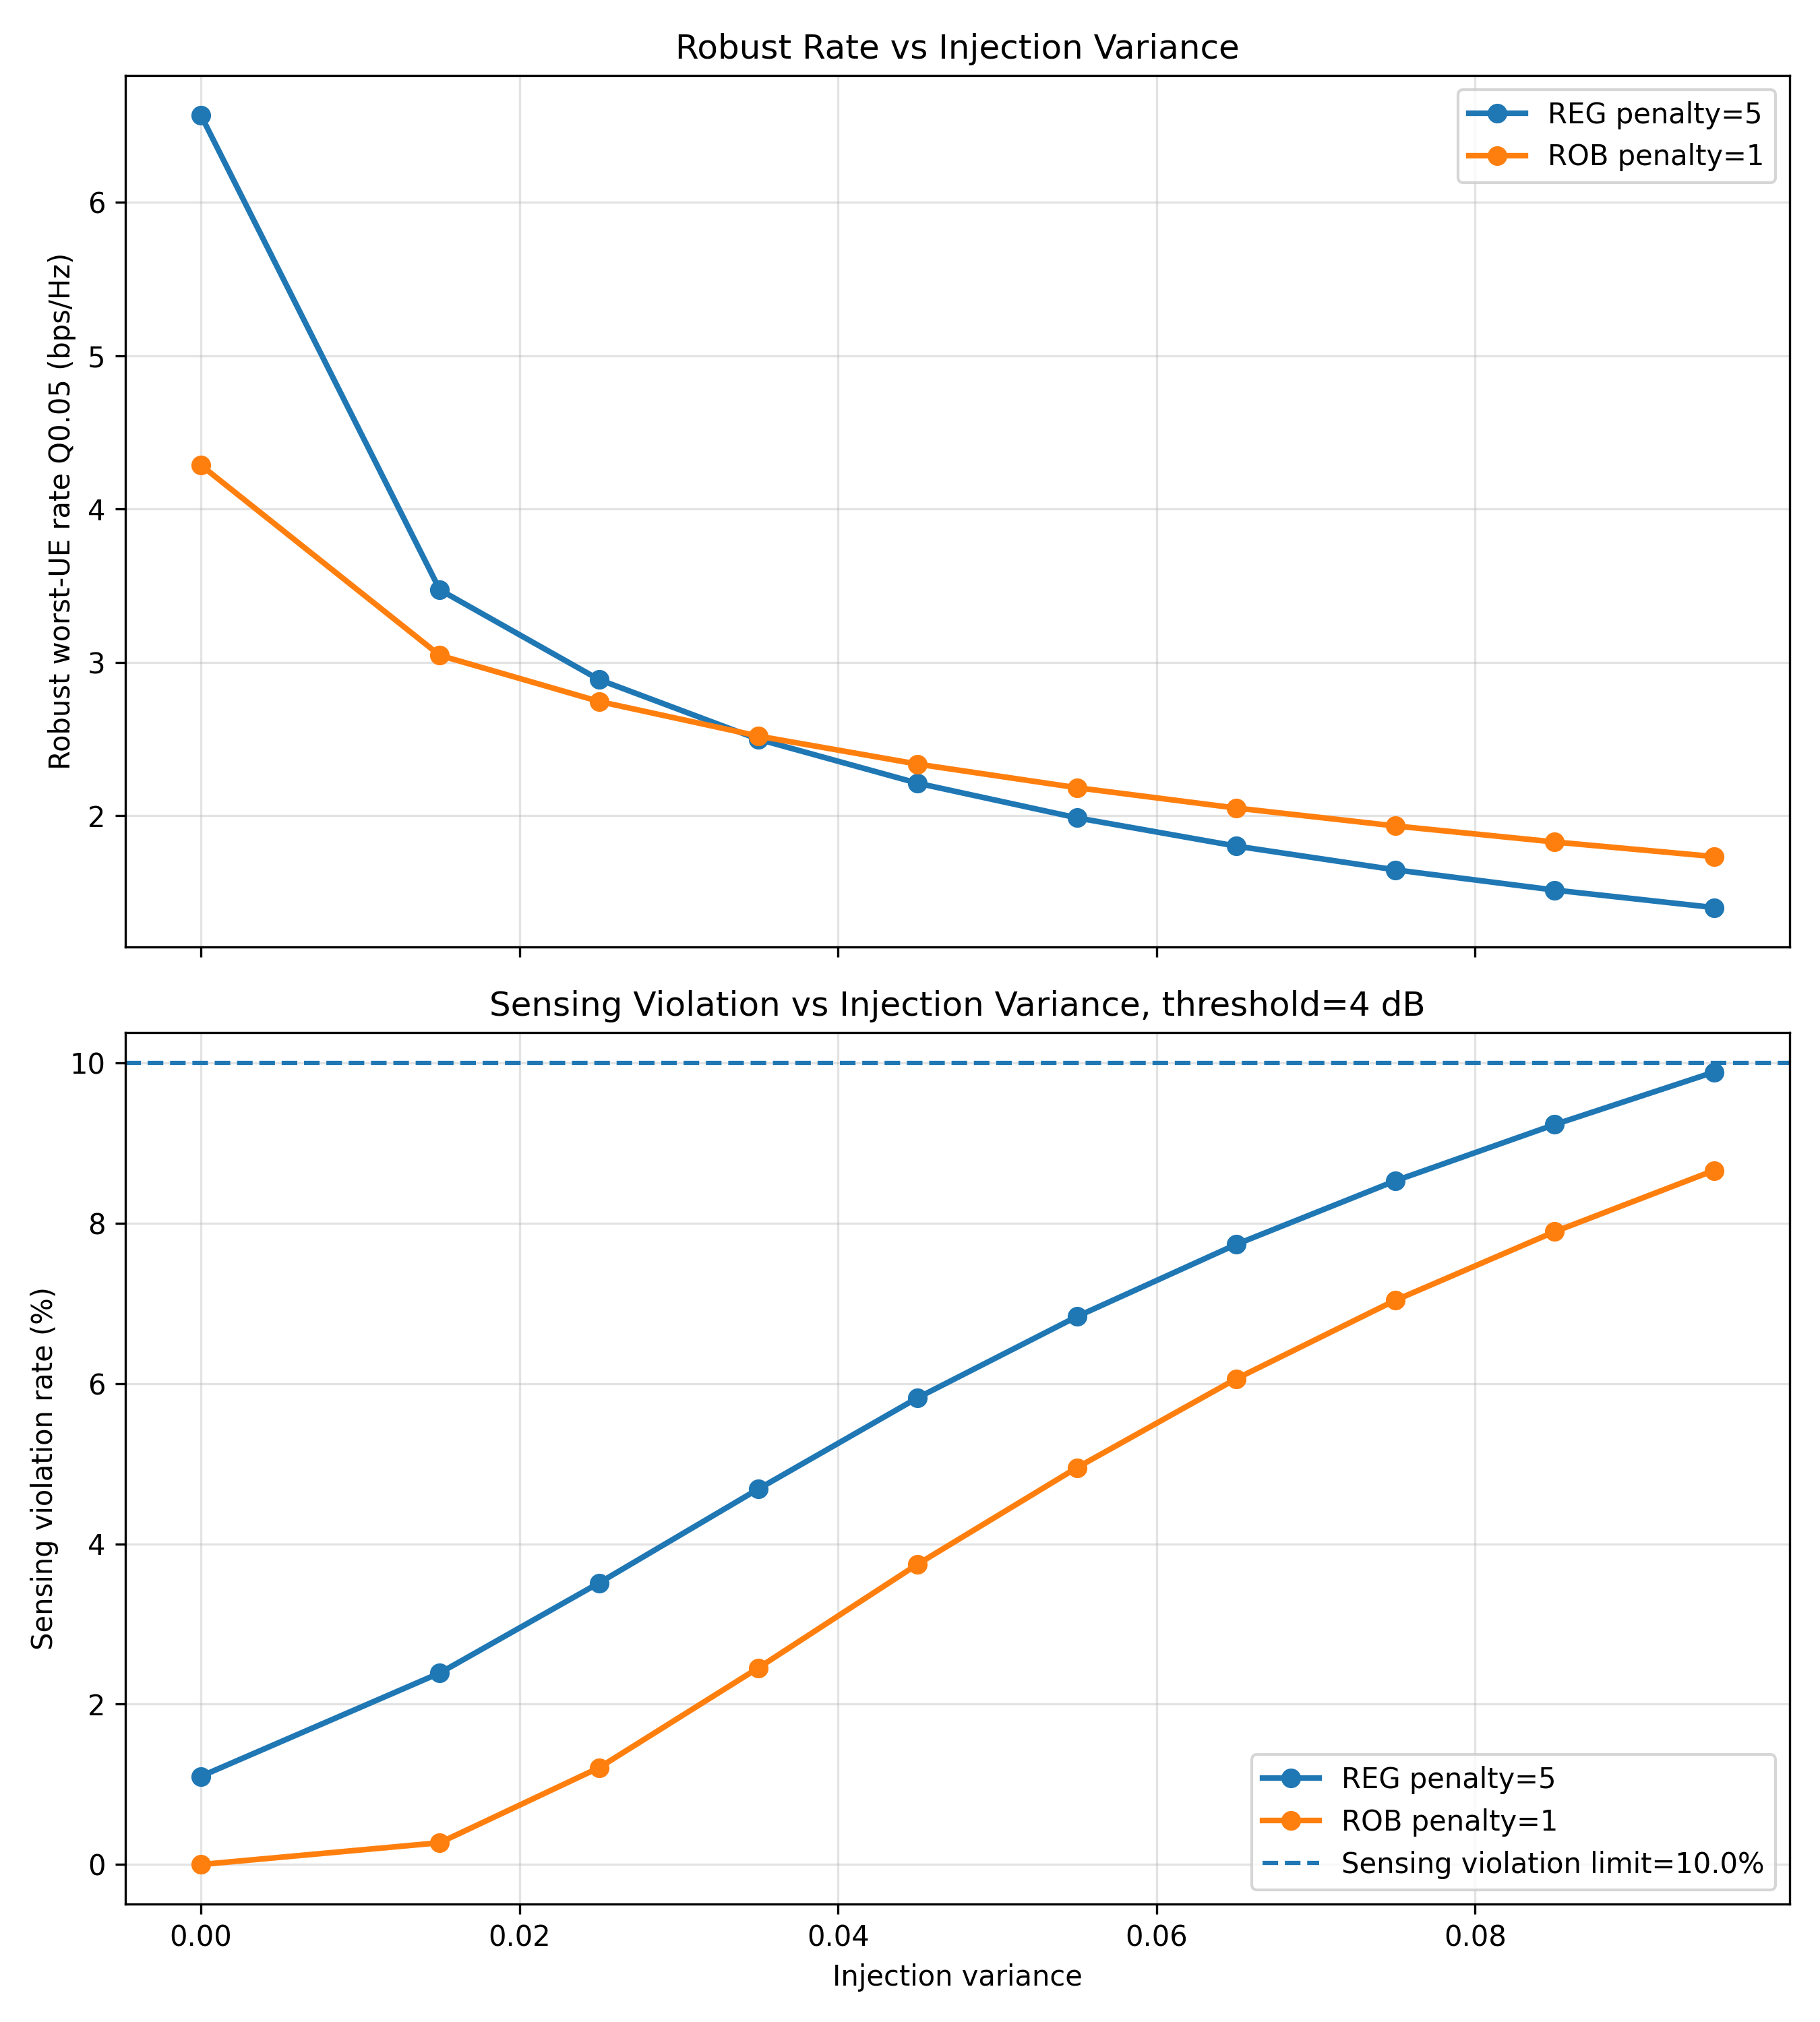 Robust Rate vs Injection Variance
REG penalty=5
ROB penalty=1
Robust worst-UE rate Q0.05 (bps/Hz)
6
5
4
3
2
Sensing Violation vs Injection Variance, threshold=4 dB
Sensing violation rate (%)
10
8
6
4
2
0
REG penalty=5
ROB penalty=1
Sensing violation limit=10.0%
0.00 0.02 0.04 0.06 0.08
Injection variance